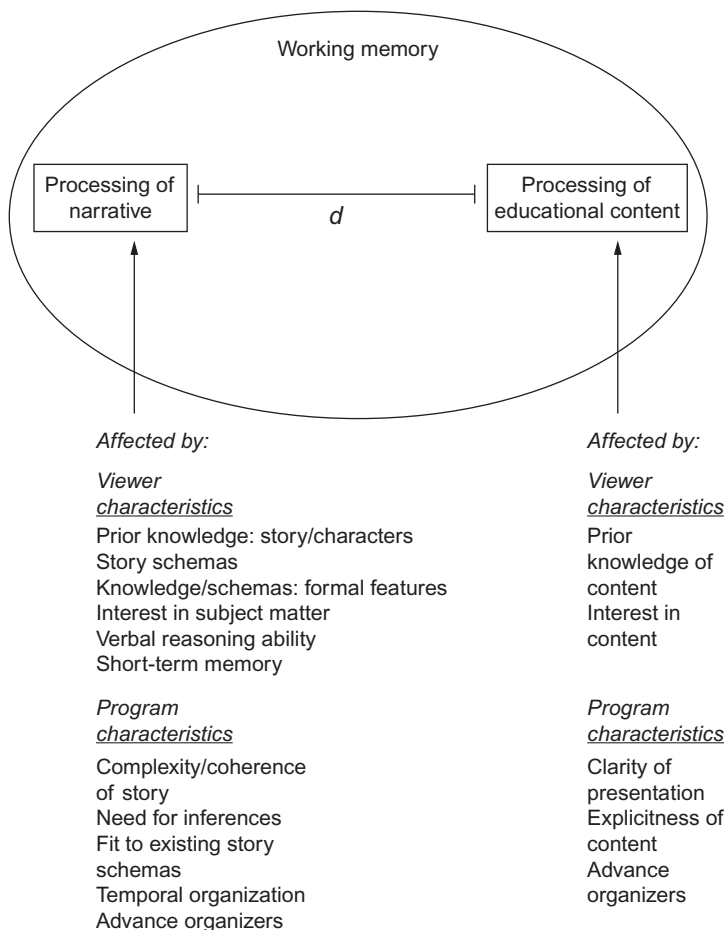 Working memory
Processing of
narrative
d
Processing of
educational content
Affected by:
Viewer
characteristics
Prior knowledge: story/characters
Story schemas
Knowledge/schemas: formal features
Interest in subject matter
Verbal reasoning ability
Short-term memory
Program
characteristics
Complexity/coherence
of story
Need for inferences
Fit to existing story
schemas
Temporal organization
Advance organizers
Affected by:
Viewer
characteristics
Prior
knowledge of
content
Interest in
content
Program
characteristics
Clarity of
presentation
Explicitness of
content
Advance
organizers